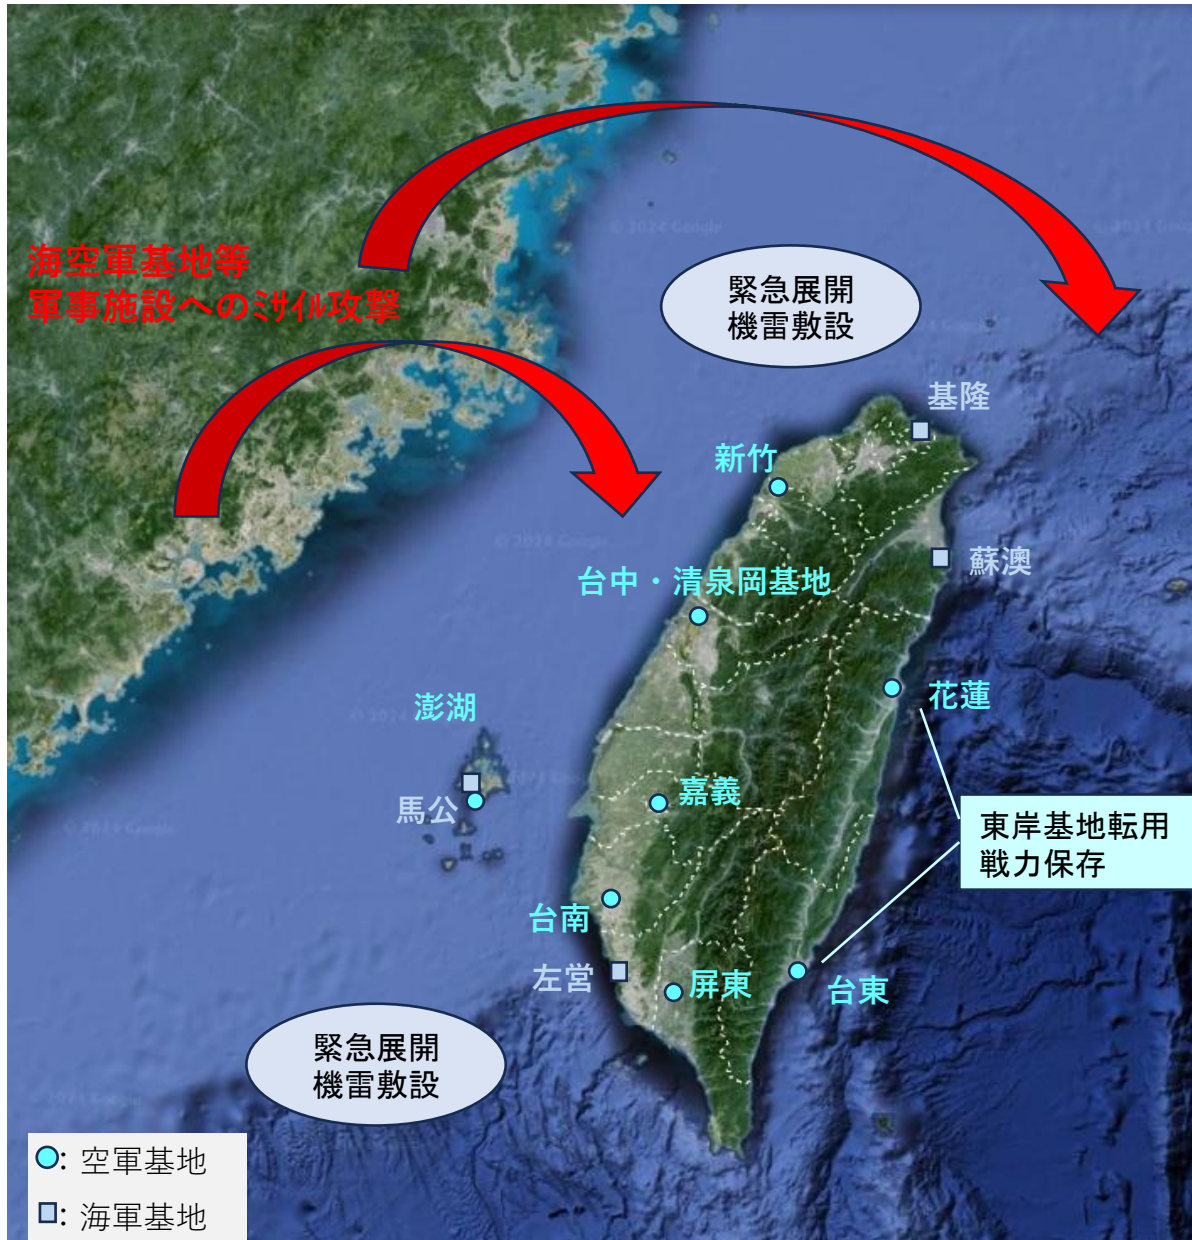 海空軍基地等
軍事施設へのﾐｻｲﾙ攻撃
緊急展開
機雷敷設
基隆
新竹
蘇澳
台中・清泉岡基地
花蓮
澎湖
馬公
嘉義
東岸基地転用
戦力保存
台南
左営
屏東
台東
緊急展開
機雷敷設
: 空軍基地
: 海軍基地
© 2024 Google
© 2024 Google